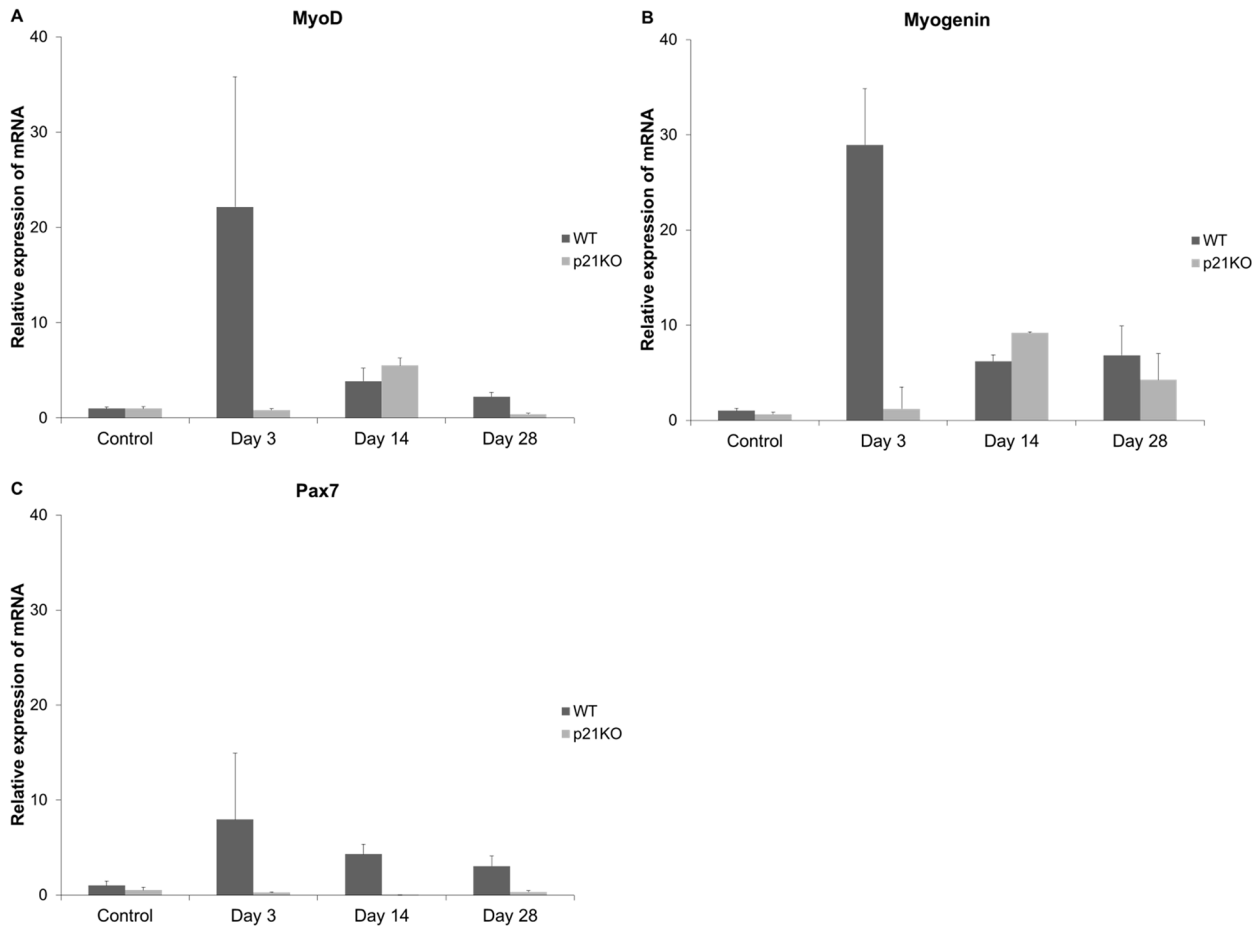 A
MyoD
40
30
20
10
0
Relative expression of mRNA
WT
p21KO
Control Day 3 Day 14 Day 28
B
Myogenin
40
30
20
10
0
Relative expression of mRNA
WT
p21KO
Control Day 3 Day 14 Day 28
C
Pax7
40
30
20
10
0
Relative expression of mRNA
WT
p21KO
Control Day 3 Day 14 Day 28